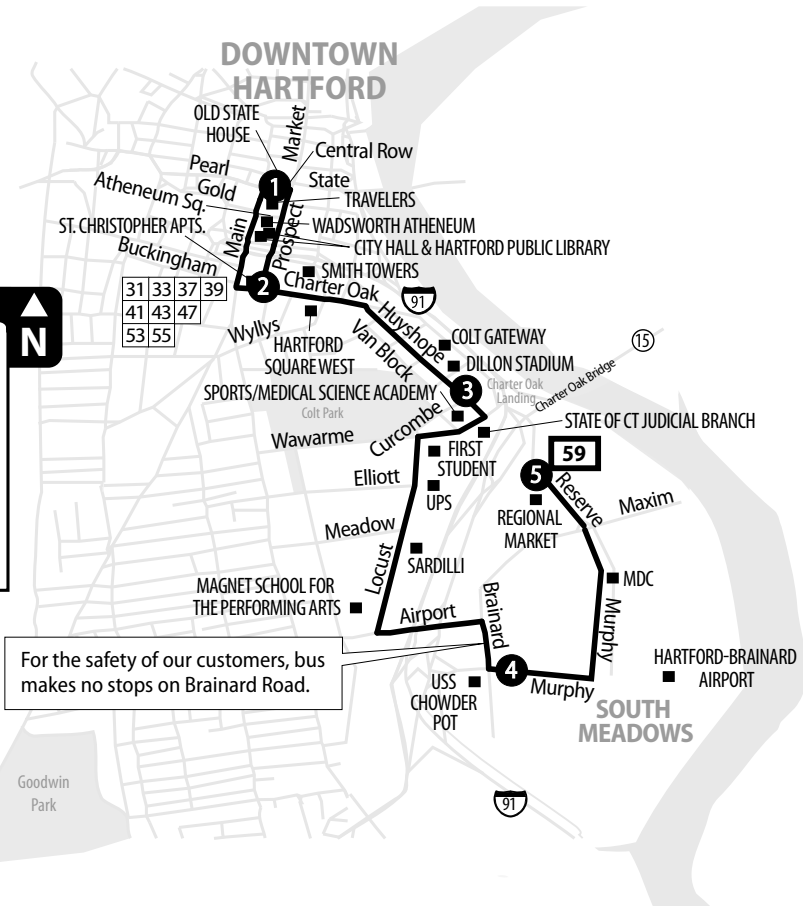 DOWNTOWN
HARTFORD
OLD STATE
HOUSE
Market
Central Row
Pearl
State
Gold
Atheneum Sq.
1
TRAVELERS
WADSWORTH ATHENEUM
ST. CHRISTOPHER APTS.
Main
Prospect
CITY HALL & HARTFORD PUBLIC LIBRARY
Buckingham
SMITH TOWERS
2
Charter Oak
31 33 37 39
41 43 47
53 55
91
N
Wyllys
HARTFORD
SQUARE WEST
Huyshope
Van Block
COLT GATEWAY
15
DILLON STADIUM
SPORTS/MEDICAL SCIENCE ACADEMY
3
Charter Oak
Landing
Charter Oak Bridge
Colt Park
Curcombe
STATE OF CT JUDICIAL BRANCH
Wawarme
FIRST
STUDENT
59
5
Elliott
UPS
Reserve
REGIONAL
MARKET
Maxim
Meadow
SARDILLI
Locust
MDC
MAGNET SCHOOL FOR
THE PERFORMING ARTS
Airport
Brainard
Murphy
For the safety of our customers, bus
makes no stops on Brainard Road.
4
USS
CHOWDER
POT
Murphy
HARTFORD-BRAINARD
AIRPORT
SOUTH
MEADOWS
Goodwin
Park
91